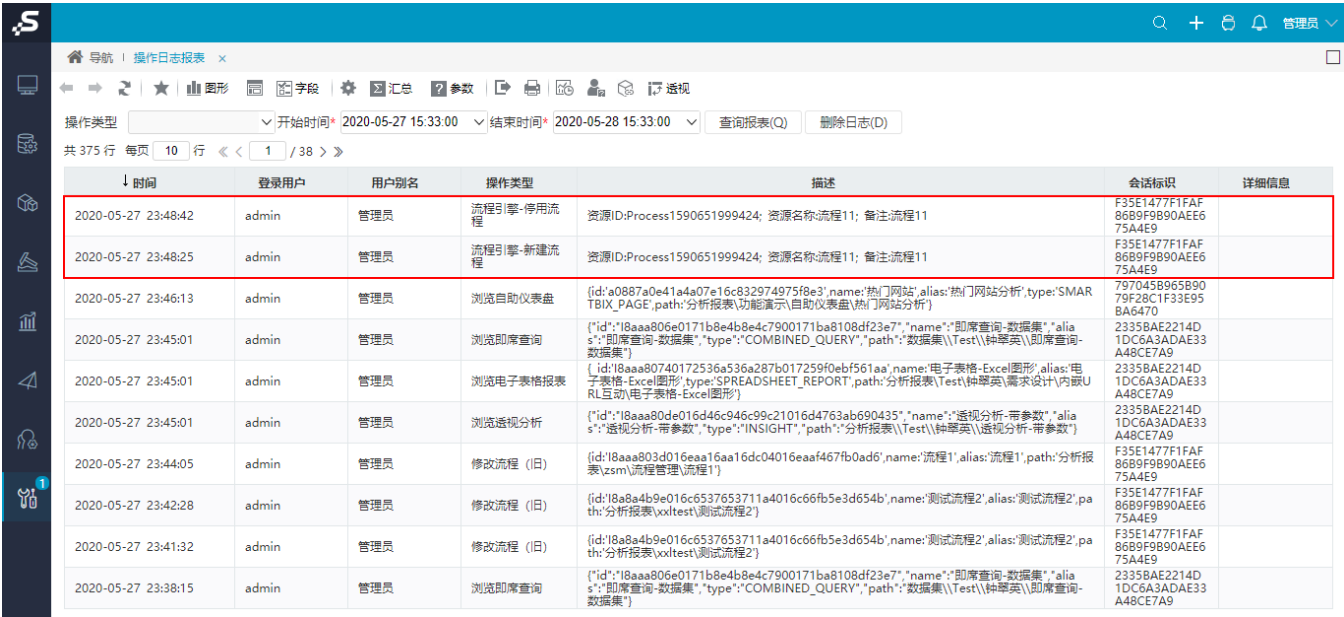 管理员
导航 操作日志报表 ×
图形 字段 汇总 参数 透视
操作类型 开始时间* 2020-05-27 15:33:00 结束时间* 2020-05-28 15:33:00 查询报表(Q) 删除日志(D)
共 375 行 每页 10 行 1 / 38
时间 登录用户 用户别名 操作类型 描述 会话标识 详细信息
2020-05-27 23:48:42 admin 管理员 流程引擎-停用流程 资源ID:Process1590651999424; 资源名称:流程11; 备注:流程11 F35E1477F1FAF86B9F9B90AEE675A4E9
2020-05-27 23:48:25 admin 管理员 流程引擎-新建流程 资源ID:Process1590651999424; 资源名称:流程11; 备注:流程11 F35E1477F1FAF86B9F9B90AEE675A4E9
2020-05-27 23:46:13 admin 管理员 浏览自助仪表盘 {id:'a0887a0e41a4a07e16c832974975f8e3',name:'热门网站',alias:'热门网站分析',type:'SMARTBIX_PAGE',path:'分析报表\功能演示\自助仪表盘\热门网站分析'} 797045B965B9079F28C1F33E95BA6470
2020-05-27 23:45:01 admin 管理员 浏览即席查询 {"id":"I8aaa806e0171b8e4b8e4c7900171ba8108df23e7","name":"即席查询-数据集","alias":"即席查询-数据集","type":"COMBINED_QUERY","path":"数据集\\Test\\钟翠英\\即席查询-数据集"} 2335BAE2214D1DC6A3ADAE33A48CE7A9
2020-05-27 23:45:01 admin 管理员 浏览电子表格报表 {_id:'I8aaa80740172536a536a287b017259f0ebf561aa',name:'电子表格-Excel图形',alias:'电子表格-Excel图形',type:'SPREADSHEET_REPORT',path:'分析报表\Test\钟翠英\需求设计\内嵌URL互动\电子表格-Excel图形'} 2335BAE2214D1DC6A3ADAE33A48CE7A9
2020-05-27 23:45:01 admin 管理员 浏览透视分析 {"id":"I8aaa80de016d46c946c99c21016d4763ab690435","name":"透视分析-带参数","alias":"透视分析-带参数","type":"INSIGHT","path":"分析报表\\Test\\钟翠英\\透视分析-带参数"} 2335BAE2214D1DC6A3ADAE33A48CE7A9
2020-05-27 23:44:05 admin 管理员 修改流程 (旧) {id:'I8aaa803d016eaa16aa16dc04016eaaf467fb0ad6',name:'流程1',alias:'流程1',path:'分析报表\zsm\流程管理\流程1'} F35E1477F1FAF86B9F9B90AEE675A4E9
2020-05-27 23:42:28 admin 管理员 修改流程 (旧) {id:'I8a8a4b9e016c6537653711a4016c66fb5e3d654b',name:'测试流程2',alias:'测试流程2',path:'分析报表\xxltest\测试流程2'} F35E1477F1FAF86B9F9B90AEE675A4E9
2020-05-27 23:41:32 admin 管理员 修改流程 (旧) {id:'I8a8a4b9e016c6537653711a4016c66fb5e3d654b',name:'测试流程2',alias:'测试流程2',path:'分析报表\xxltest\测试流程2'} F35E1477F1FAF86B9F9B90AEE675A4E9
2020-05-27 23:38:15 admin 管理员 浏览即席查询 {"id":"I8aaa806e0171b8e4b8e4c7900171ba8108df23e7","name":"即席查询-数据集","alias":"即席查询-数据集","type":"COMBINED_QUERY","path":"数据集\\Test\\钟翠英\\即席查询-数据集"} 2335BAE2214D1DC6A3ADAE33A48CE7A9
1